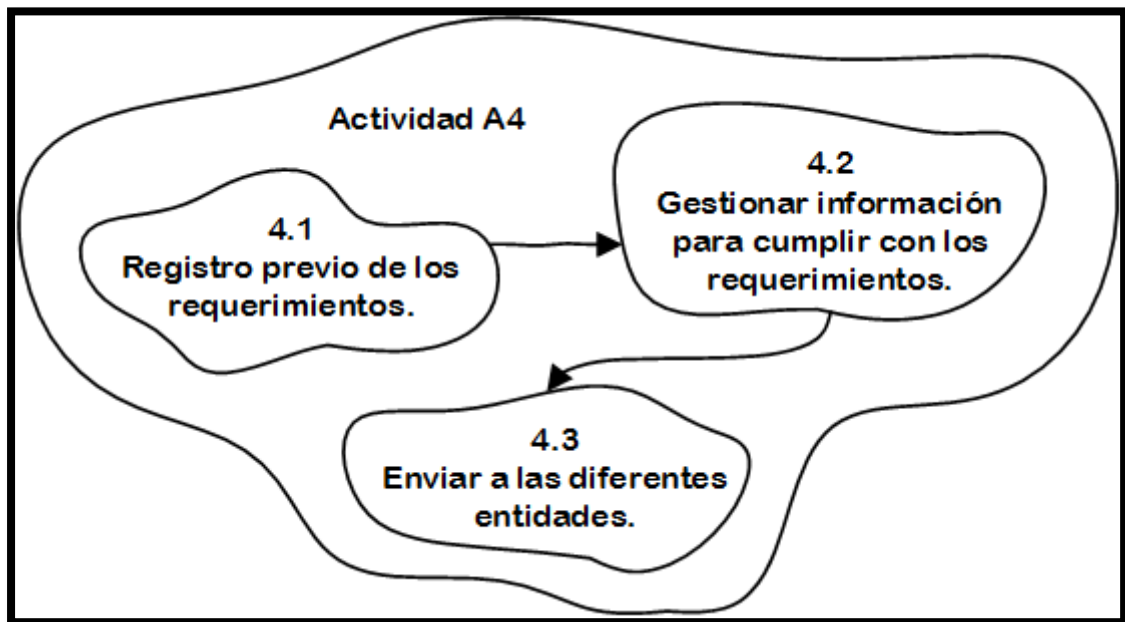 Actividad A4
4.1
Registro previo de los
requerimientos.
4.2
Gestionar información
para cumplir con los
requerimientos.
4.3
Enviar a las diferentes
entidades.